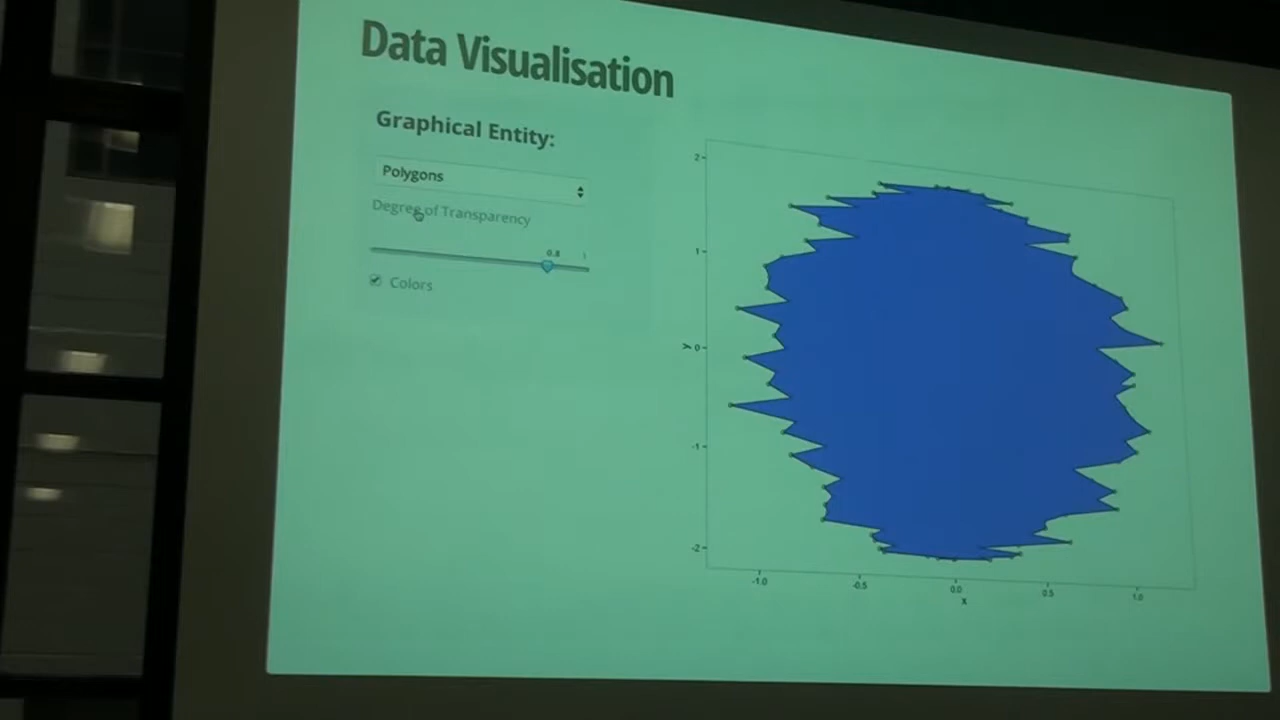 Data Visualisation
Graphical Entity:
Polygons
Degree of Transparency
0.8 1
Colors
2
1
y 0
-1
-2
-1.0 -0.5 0.0 0.5 1.0
x